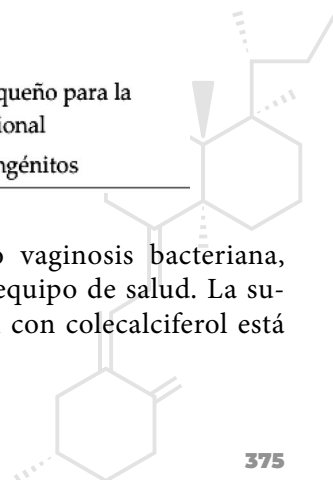 queño para la
ional
ngénitos
vaginosis bacteriana,
equipo de salud. La su-
con colecalciferol está
375